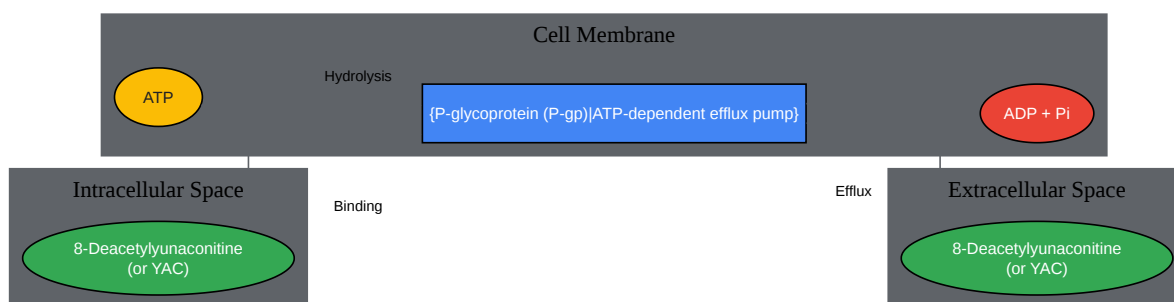 Cell Membrane
Hydrolysis
ATP
{P-glycoprotein (P-gp)|ATP-dependent efflux pump}
ADP + Pi
Intracellular Space
Binding
Efflux
Extracellular Space
8-Deacetylyunaconitine
(or YAC)
8-Deacetylyunaconitine
(or YAC)